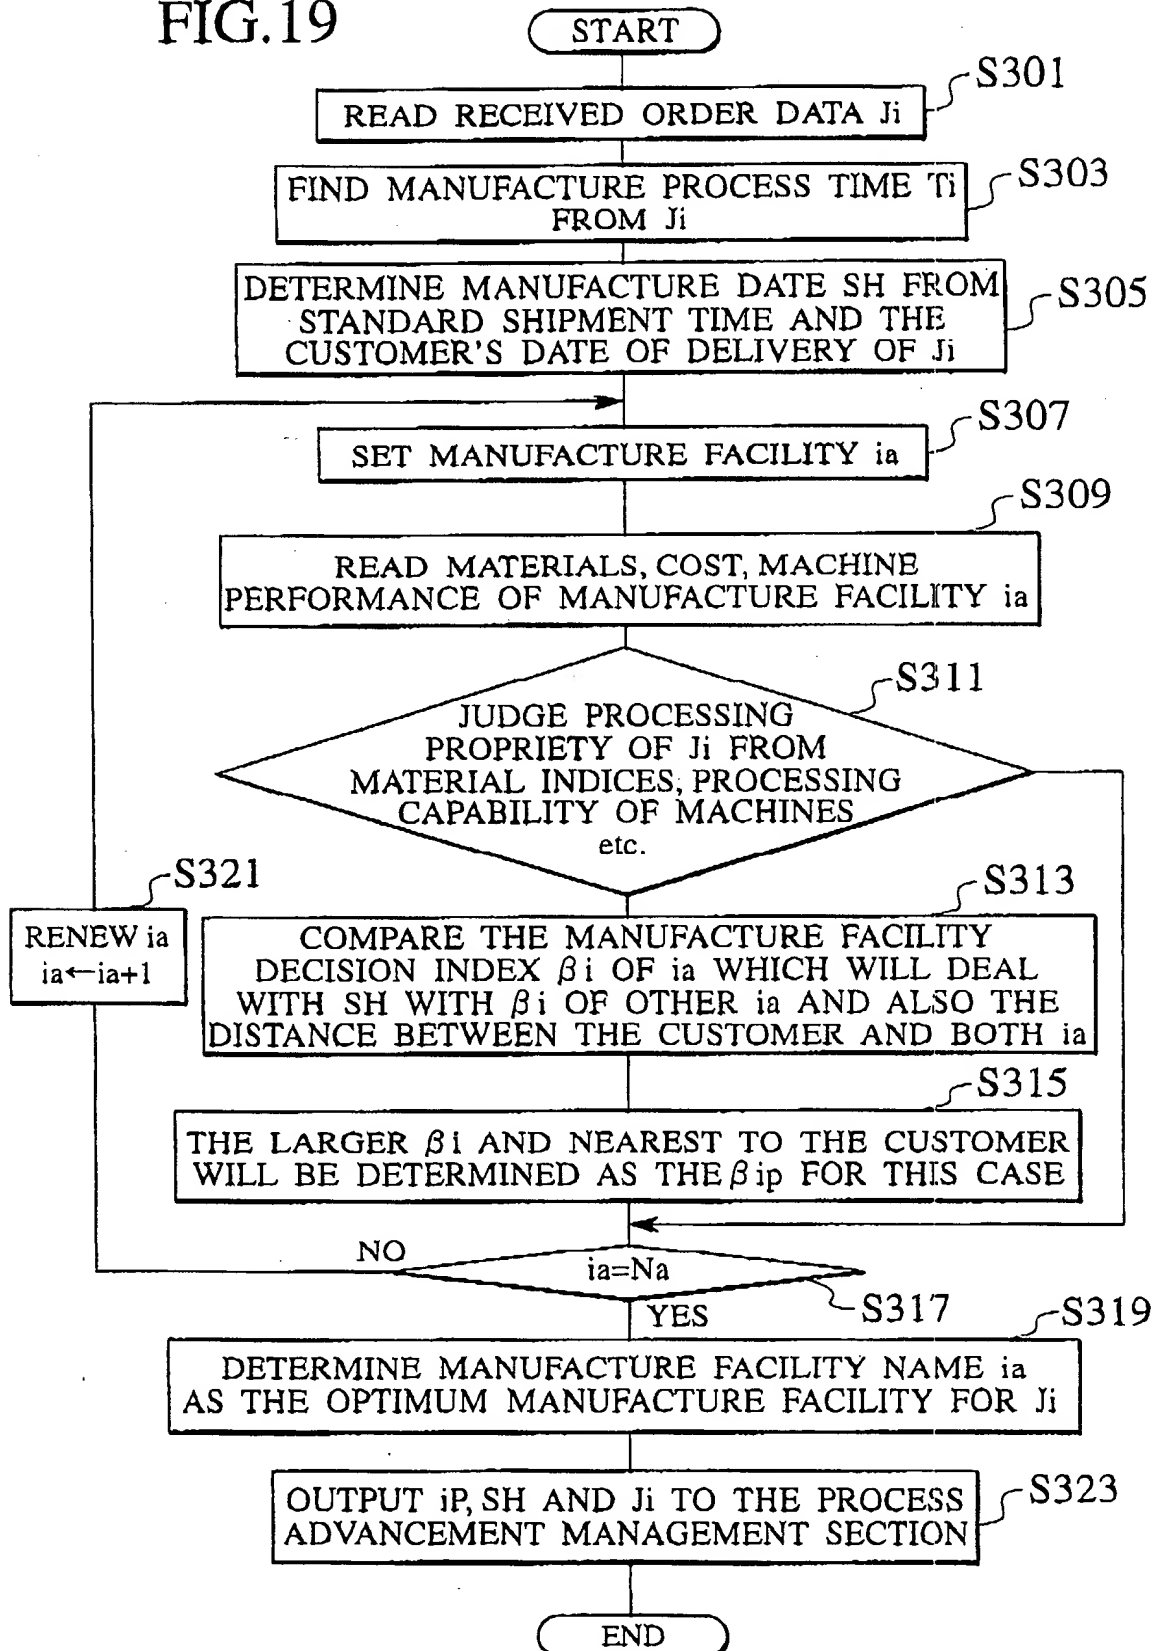 FIG.19
START
S301
READ RECEIVED ORDER DATA Ji
S303
FIND MANUFACTURE PROCESS TIME Ti
FROM Ji
S305
DETERMINE MANUFACTURE DATE SH FROM
STANDARD SHIPMENT TIME AND THE
CUSTOMER'S DATE OF DELIVERY OF Ji
S307
SET MANUFACTURE FACILITY ia
S309
READ MATERIALS, COST, MACHINE
PERFORMANCE OF MANUFACTURE FACILITY ia
S311
JUDGE PROCESSING
PROPRIETY OF Ji FROM
MATERIAL INDICES, PROCESSING
CAPABILITY OF MACHINES
etc.
S321
RENEW ia
ia←ia+1
S313
COMPARE THE MANUFACTURE FACILITY
DECISION INDEX βi OF ia WHICH WILL DEAL
WITH SH WITH βi OF OTHER ia AND ALSO THE
DISTANCE BETWEEN THE CUSTOMER AND BOTH ia
S315
THE LARGER βi AND NEAREST TO THE CUSTOMER
WILL BE DETERMINED AS THE βip FOR THIS CASE
NO
ia=Na
S317
YES
S319
DETERMINE MANUFACTURE FACILITY NAME ia
AS THE OPTIMUM MANUFACTURE FACILITY FOR Ji
S323
OUTPUT iP, SH AND Ji TO THE PROCESS
ADVANCEMENT MANAGEMENT SECTION
END